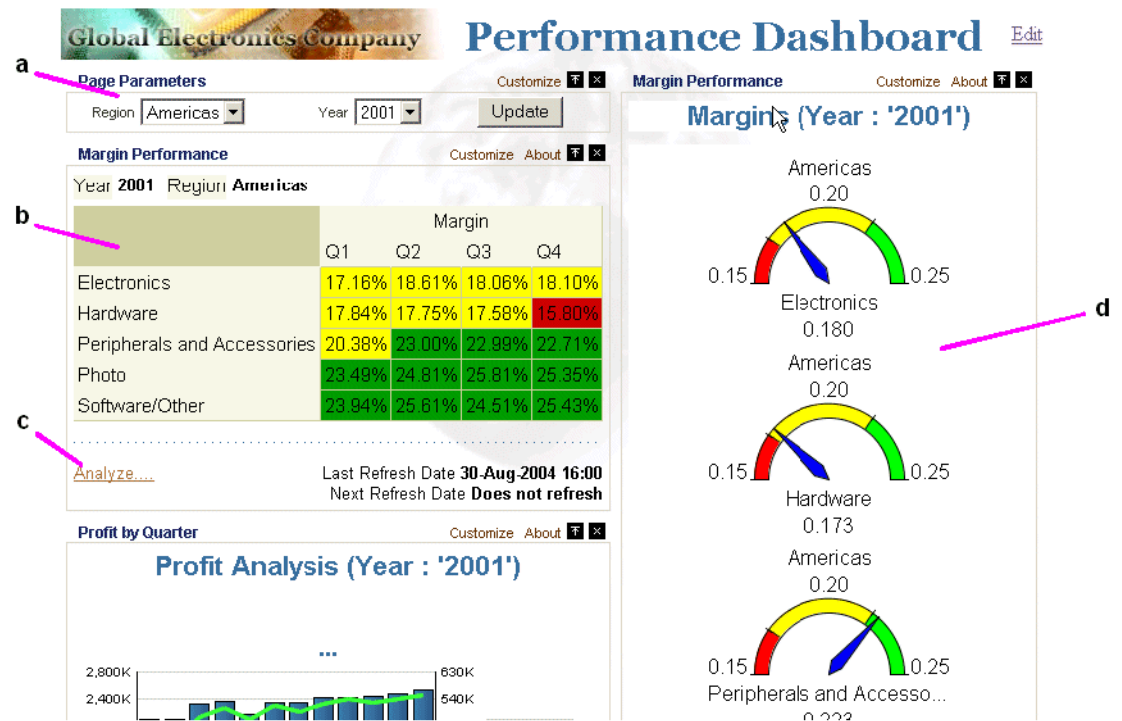 Global Electronics Company
Performance Dashboard
Edit
a
Page Parameters
Customize
Region Americas
Year 2001
Update
Margin Performance
Customize About
Year 2001 Region Americas
b
Margin
Q1 Q2 Q3 Q4
Electronics 17.16% 18.61% 18.06% 18.10%
Hardware 17.84% 17.75% 17.58% 15.80%
Peripherals and Accessories 20.38% 23.00% 22.99% 22.71%
Photo 23.49% 24.81% 25.81% 25.35%
Software/Other 23.94% 25.61% 24.51% 25.43%
c
Analyze....
Last Refresh Date 30-Aug-2004 16:00
Next Refresh Date Does not refresh
Profit by Quarter
Customize About
Profit Analysis (Year : '2001')
...
2,800K
630K
2,400K
540K
Margin Performance
Customize About
Margins (Year : '2001')
Americas
0.20
0.15
0.25
Electronics
0.180
d
Americas
0.20
0.15
0.25
Hardware
0.173
Americas
0.20
0.15
0.25
Peripherals and Accesso...
0.223